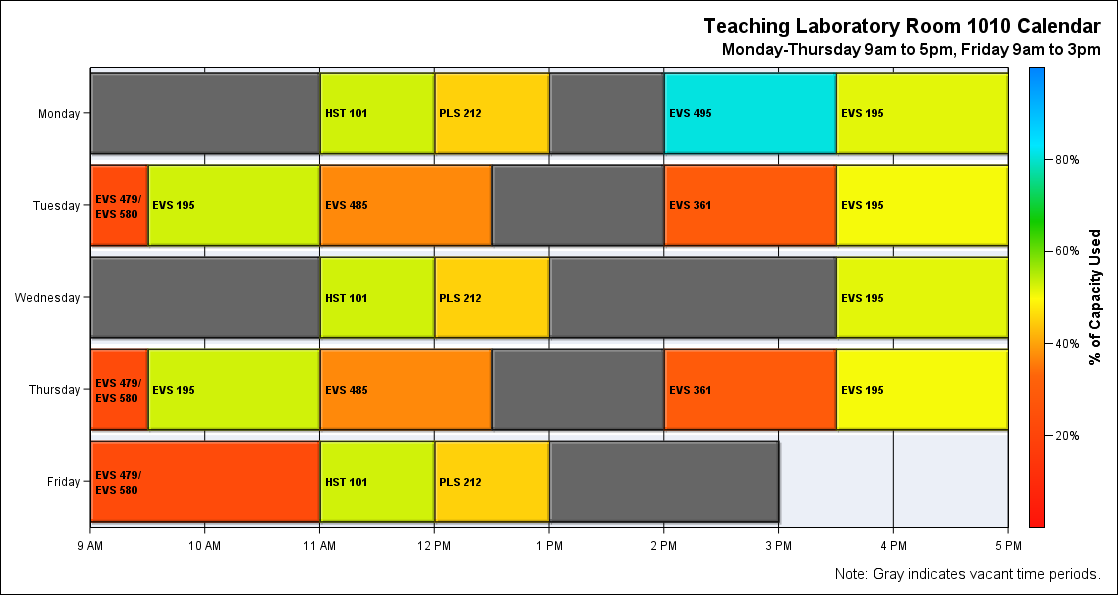 Teaching Laboratory Room 1010 Calendar
Monday-Thursday 9am to 5pm, Friday 9am to 3pm
Monday
HST 101
PLS 212
EVS 495
EVS 195
Tuesday
EVS 479/
EVS 580
EVS 195
EVS 485
EVS 361
EVS 195
Wednesday
HST 101
PLS 212
EVS 195
Thursday
EVS 479/
EVS 580
EVS 195
EVS 485
EVS 361
EVS 195
Friday
EVS 479/
EVS 580
HST 101
PLS 212
9 AM
10 AM
11 AM
12 PM
1 PM
2 PM
3 PM
4 PM
5 PM
80%
60%
40%
20%
% of Capacity Used
Note: Gray indicates vacant time periods.